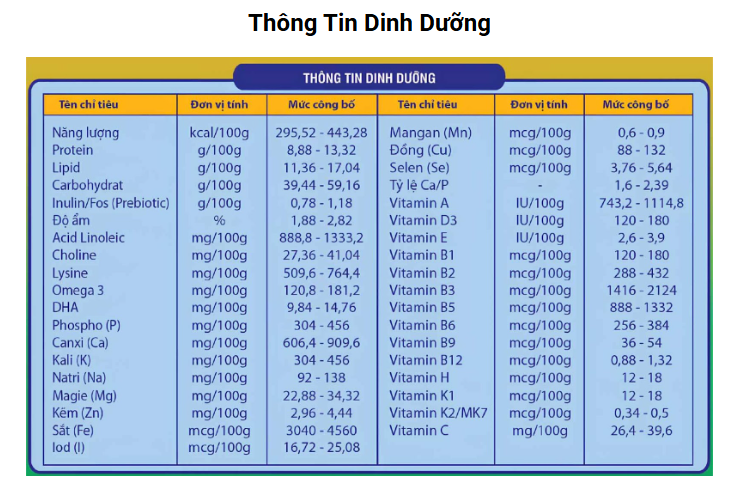 Thông Tin Dinh Dưỡng
THÔNG TIN DINH DƯỠNG
Tên chỉ tiêu Đơn vị tính Mức công bố Tên chỉ tiêu Đơn vị tính Mức công bố
Năng lượng kcal/100g 295,52 - 443,28 Mangan (Mn) mcg/100g 0,6 - 0,9
Protein g/100g 8,88 - 13,32 Đồng (Cu) mcg/100g 88 - 132
Lipid g/100g 11,36 - 17,04 Selen (Se) mcg/100g 3,76 - 5,64
Carbohydrat g/100g 39,44 - 59,16 Tỷ lệ Ca/P - 1,6 - 2,39
Inulin/Fos (Prebiotic) g/100g 0,78 - 1,18 Vitamin A IU/100g 743,2 - 1114,8
Độ ẩm % 1,88 - 2,82 Vitamin D3 IU/100g 120 - 180
Acid Linoleic mg/100g 888,8 - 1333,2 Vitamin E IU/100g 2,6 - 3,9
Choline mg/100g 27,36 - 41,04 Vitamin B1 mcg/100g 120 - 180
Lysine mg/100g 509,6 - 764,4 Vitamin B2 mcg/100g 288 - 432
Omega 3 mg/100g 120,8 - 181,2 Vitamin B3 mcg/100g 1416 - 2124
DHA mg/100g 9,84 - 14,76 Vitamin B5 mcg/100g 888 - 1332
Phospho (P) mg/100g 304 - 456 Vitamin B6 mcg/100g 256 - 384
Canxi (Ca) mg/100g 606,4 - 909,6 Vitamin B9 mcg/100g 36 - 54
Kali (K) mg/100g 304 - 456 Vitamin B12 mcg/100g 0,88 - 1,32
Natri (Na) mg/100g 92 - 138 Vitamin H mcg/100g 12 - 18
Magie (Mg) mg/100g 22,88 - 34,32 Vitamin K1 mcg/100g 12 - 18
Kẽm (Zn) mg/100g 2,96 - 4,44 Vitamin K2/MK7 mcg/100g 0,34 - 0,5
Sắt (Fe) mcg/100g 3040 - 4560 Vitamin C mg/100g 26,4 - 39,6
Iod (I) mcg/100g 16,72 - 25,08